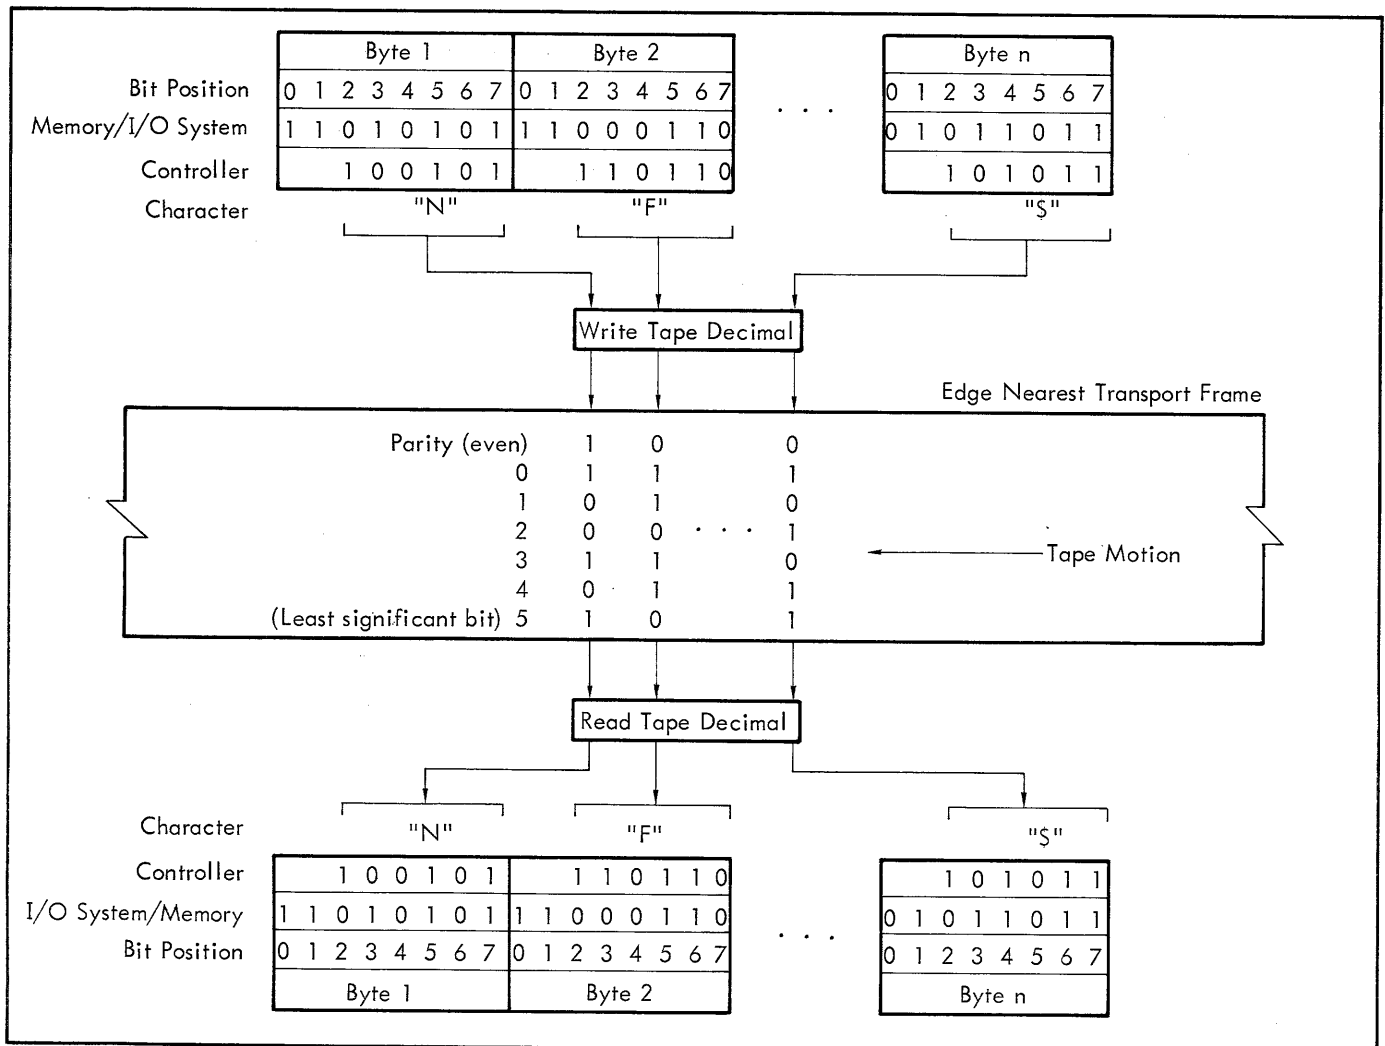 Byte 1 Byte 2 Byte n
Bit Position 0 1 2 3 4 5 6 7 0 1 2 3 4 5 6 7 . . . 0 1 2 3 4 5 6 7
Memory/I/O System 1 1 0 1 0 1 0 1 1 1 0 0 0 1 1 0 0 1 0 1 1 0 1 1
Controller 1 0 0 1 0 1 1 1 0 1 1 0 1 0 1 0 1 1
Character "N" "F" "$"
Write Tape Decimal
Edge Nearest Transport Frame
Parity (even) 1 0 0
0 1 1 1
1 0 1 0
2 0 0 . . . 1
3 1 1 0
Tape Motion
4 0 1 1
(Least significant bit) 5 1 0 1
Read Tape Decimal
Character "N" "F" "$"
Controller 1 0 0 1 0 1 1 1 0 1 1 0 1 0 1 0 1 1
I/O System/Memory 1 1 0 1 0 1 0 1 1 1 0 0 0 1 1 0 0 1 0 1 1 0 1 1
Bit Position 0 1 2 3 4 5 6 7 0 1 2 3 4 5 6 7 . . . 0 1 2 3 4 5 6 7
Byte 1 Byte 2 Byte n